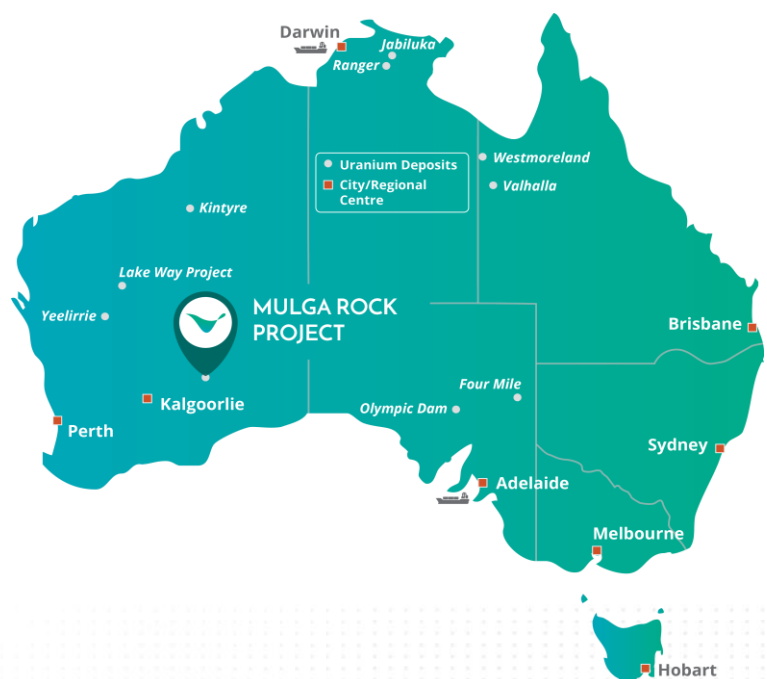 Darwin
Jabiluka
Ranger
Uranium Deposits
City/Regional
Centre
Westmoreland
Valhalla
Kintyre
Lake Way Project
Yeelirrie
MULGA ROCK
PROJECT
Brisbane
Four Mile
Olympic Dam
Kalgoorlie
Perth
Sydney
Adelaide
Melbourne
Hobart